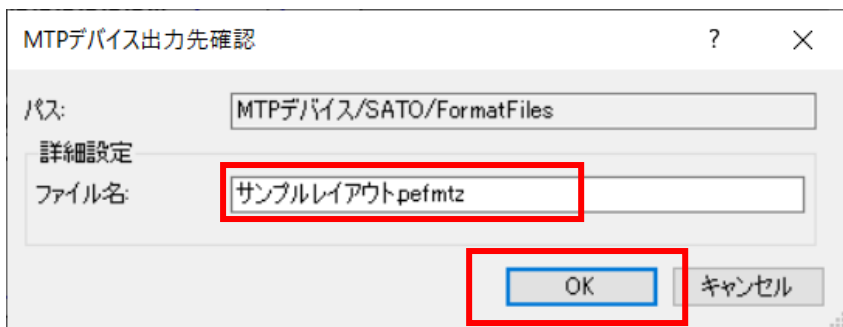 MTPデバイス出力先確認 ?
パス: MTPデバイス/SATO/FormatFiles
詳細設定
ファイル名: サンプルレイアウト.pefmtz
OK キャンセル